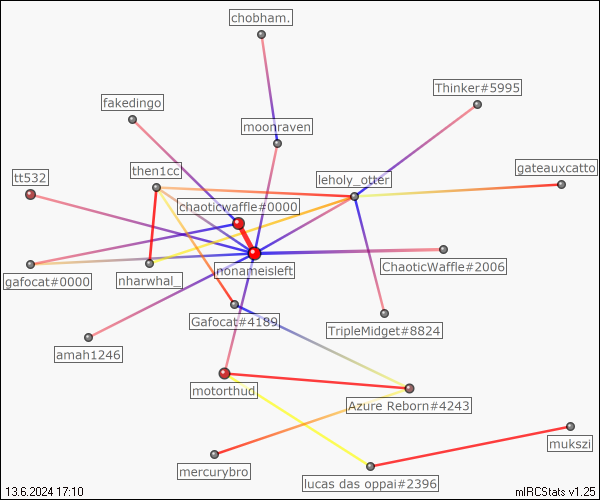 chobham.
Thinker#5995
fakedingo
moonraven
then1cc
leholy_otter
gateauxcatto
tt532
chaoticwaffle#0000
nonameisleft
ChaoticWaffle#2006
gafocat#0000
nharwhal_
Gafocat#4189
TripleMidget#8824
amah1246
motorthud
Azure Reborn#4243
mukszi
mercurybro
lucas das oppai#2396
13.6.2024 17:10
mIRCStats v1.25